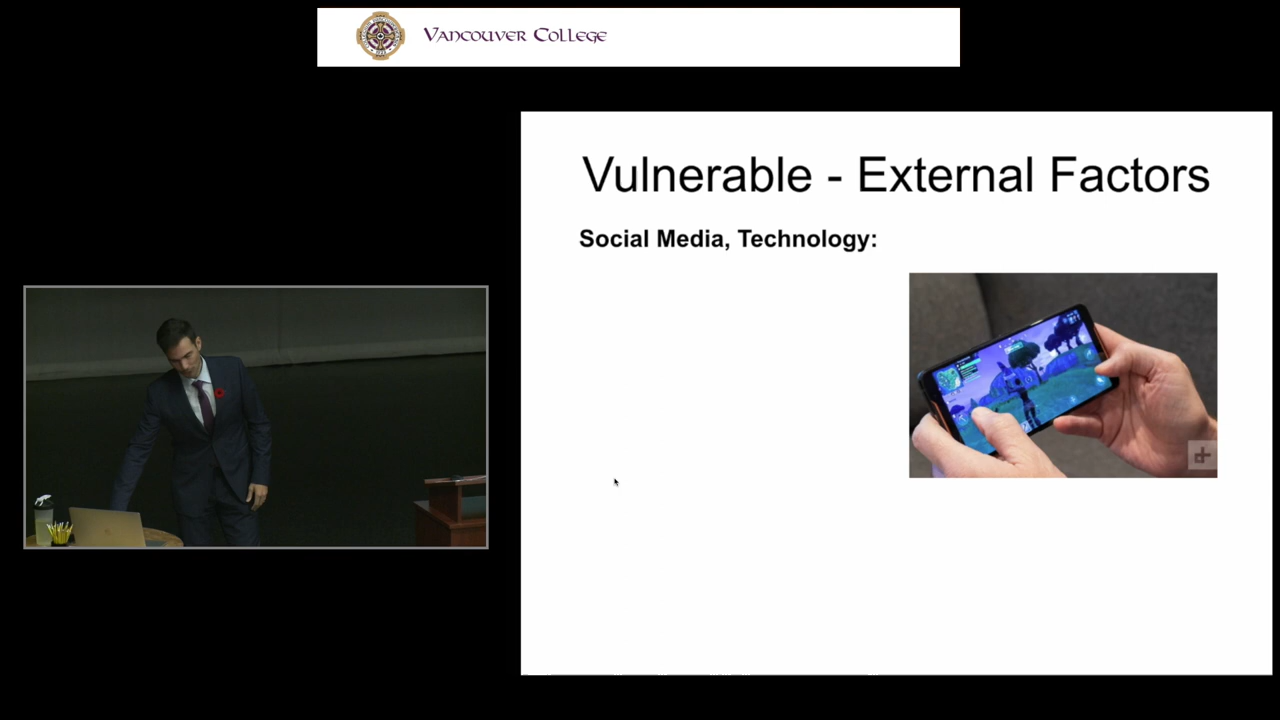 Vancouver College
Vulnerable - External Factors
Social Media, Technology: